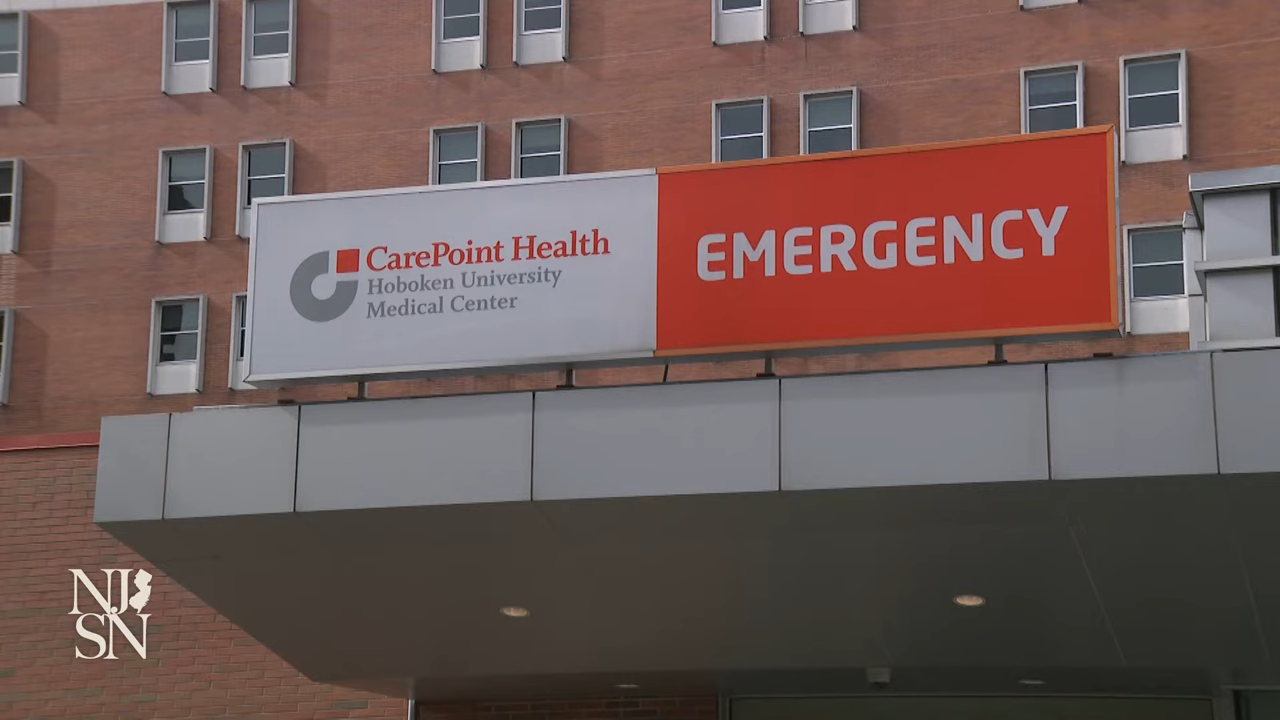 CarePoint Health
Hoboken University
Medical Center
EMERGENCY
NJ
SN